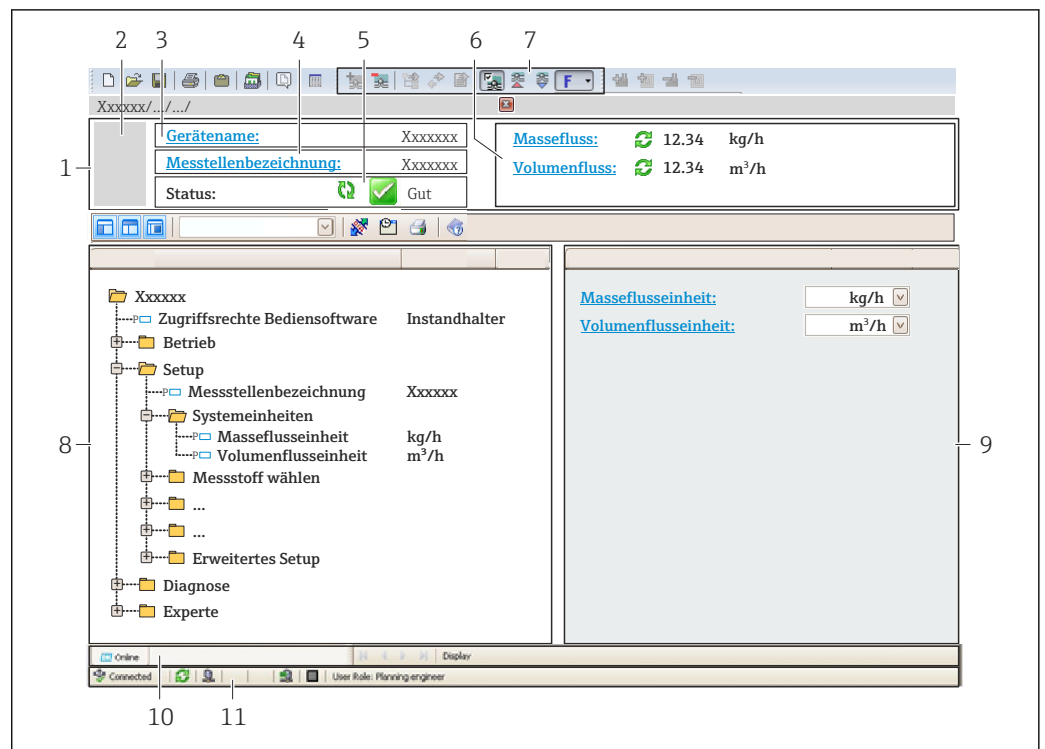 2 3 4 5 6 7
F
Xxxxxx/.../.../
1
Gerätename: Xxxxxxx
Messtellenbezeichnung: Xxxxxxx
Status: Gut
Massefluss: 12.34 kg/h
Volumenfluss: 12.34 m³/h
Xxxxxx
P Zugriffsrechte Bediensoftware Instandhalter
Betrieb
Setup
P Messstellenbezeichnung Xxxxxx
Systemeinheiten
P Masseflusseinheit kg/h
P Volumenflusseinheit m³/h
Messstoff wählen
...
...
Erweitertes Setup
Diagnose
Experte
8
Masseflusseinheit: kg/h
Volumenflusseinheit: m³/h
9
Online Display
Connected User Role: Planning engineer
10 11